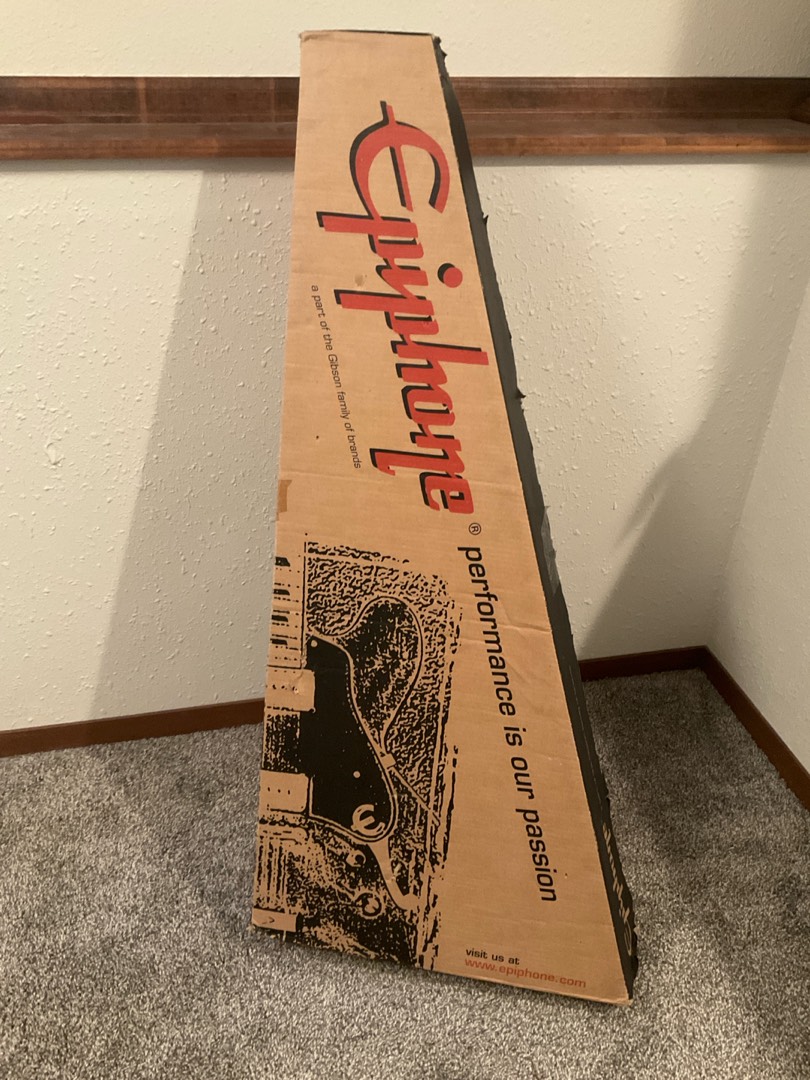 Epiphone®
a part of the Gibson family of brands
performance is our passion
visit us at
www.epiphone.com